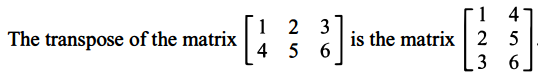 The transpose of the matrix [1 2 3; 4 5 6] is the matrix [1 4; 2 5; 3 6].